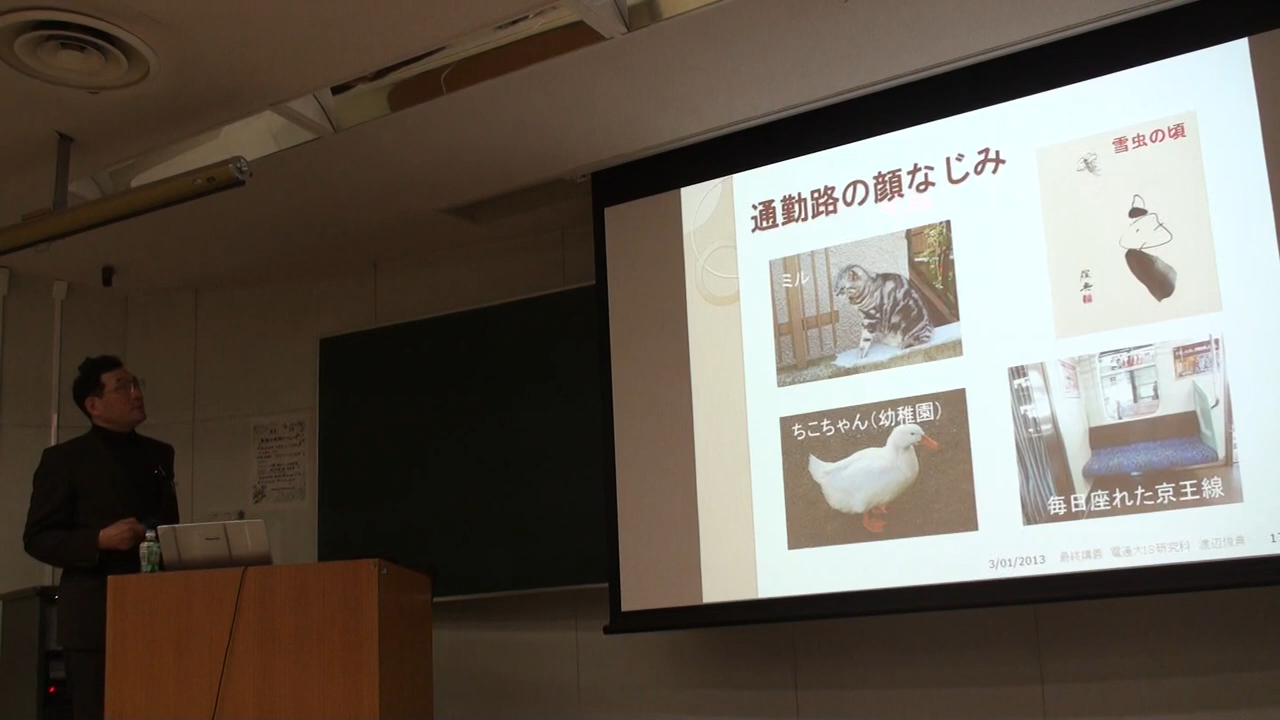 通勤路の顔なじみ
雪虫の頃
ミル
ちこちゃん(幼稚園)
毎日座れた京王線
3/01/2013 最終講義 電通大IS研究科 渡辺俊典